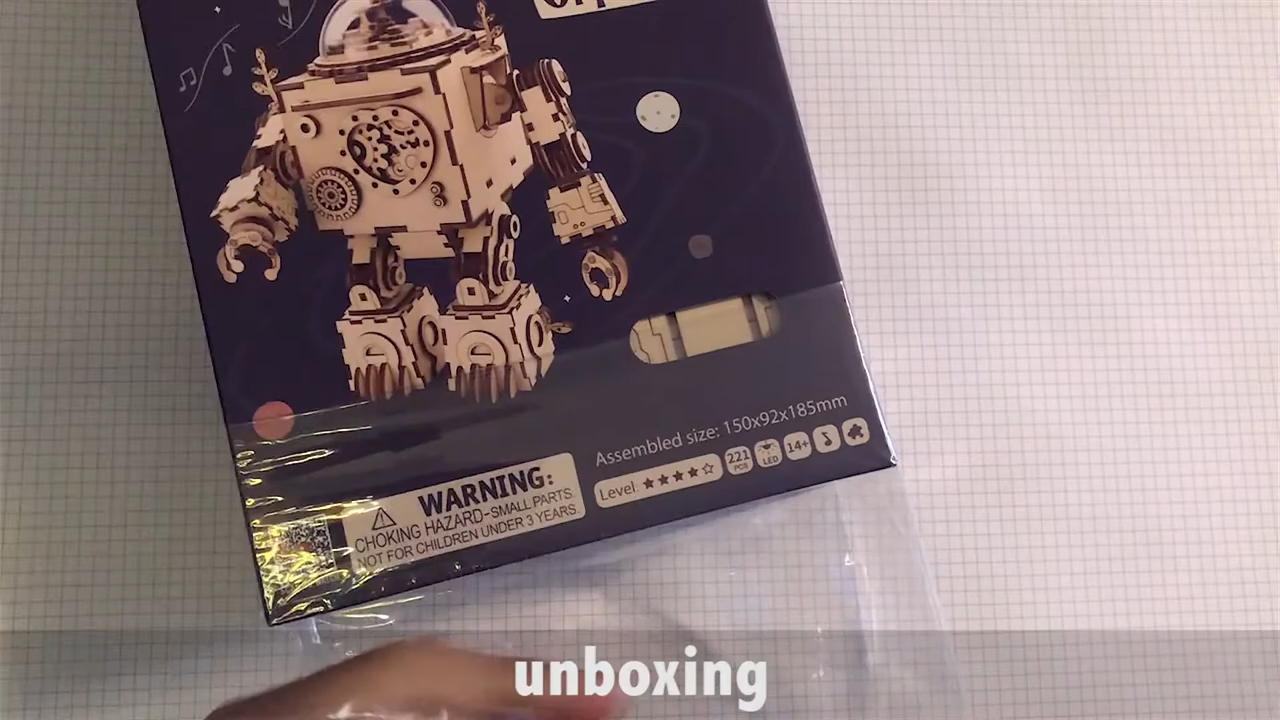 Assembled size: 150x92x185mm
Level: ★★★★☆ 221 PCS LED 14+
WARNING:
CHOKING HAZARD-SMALL PARTS.
NOT FOR CHILDREN UNDER 3 YEARS.
unboxing